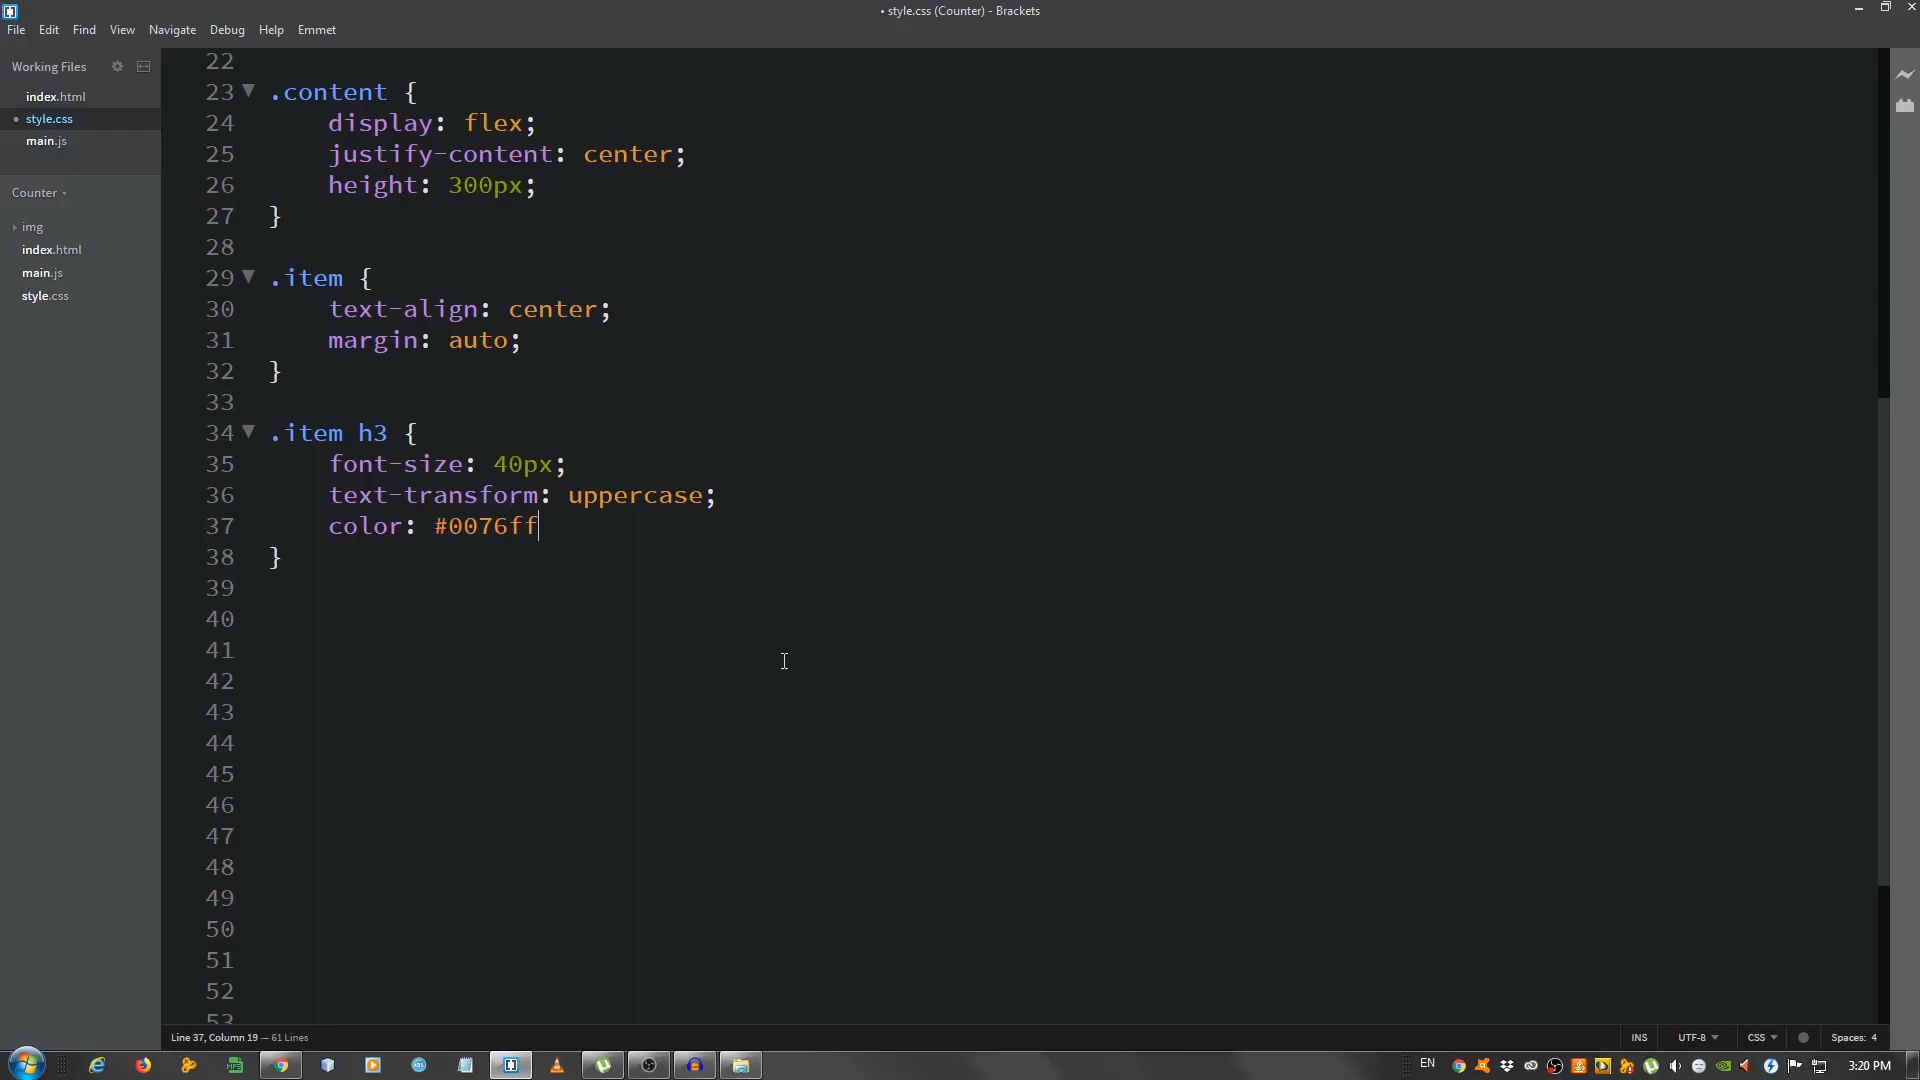 • style.css (Counter) - Brackets
File Edit Find View Navigate Debug Help Emmet
Working Files
index.html
• style.css
main.js
Counter
img
index.html
main.js
style.css
22
23 .content {
24 display: flex;
25 justify-content: center;
26 height: 300px;
27 }
28
29 .item {
30 text-align: center;
31 margin: auto;
32 }
33
34 .item h3 {
35 font-size: 40px;
36 text-transform: uppercase;
37 color: #0076ff
38 }
39
40
41
42
43
44
45
46
47
48
49
50
51
52
53
Line 37, Column 19 — 61 Lines
INS UTF-8 CSS Spaces: 4
EN 3:20 PM